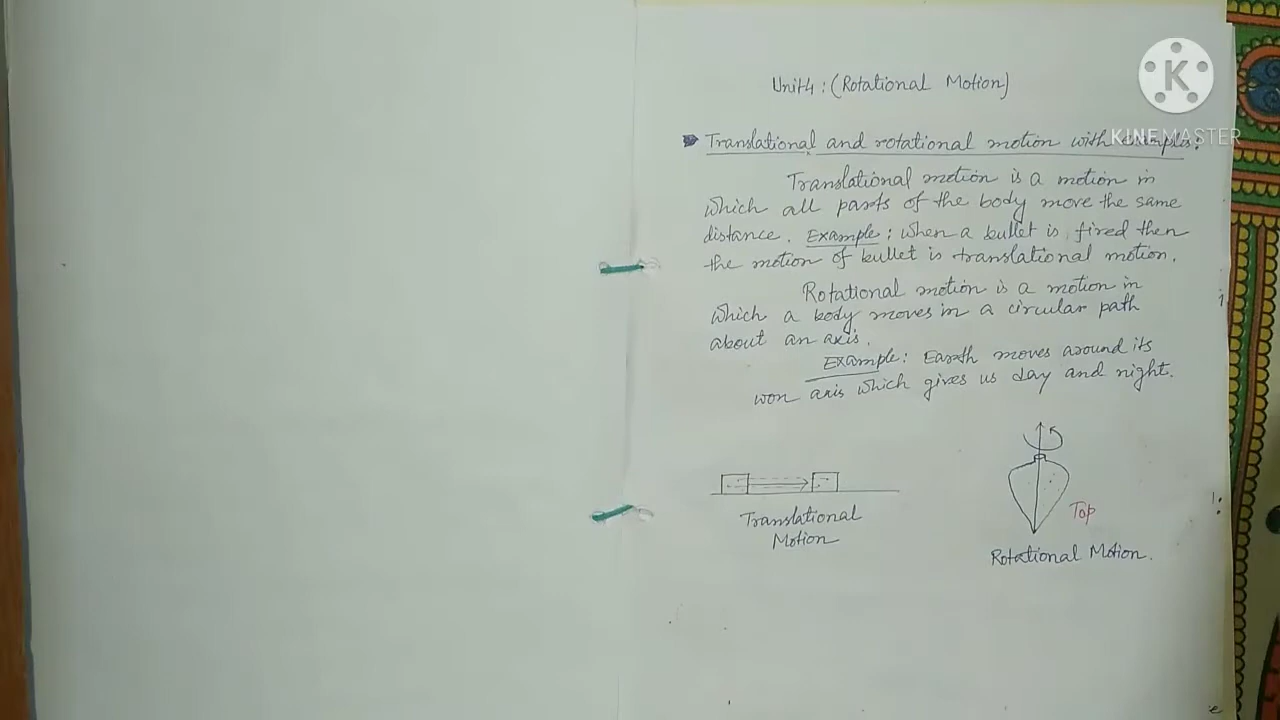 Unit4 : (Rotational Motion)
Translational and rotational motion with examples:
Translational motion is a motion in
which all parts of the body move the same
distance. Example: when a bullet is fired then
the motion of bullet is translational motion.
Rotational motion is a motion in
which a body moves in a circular path
about an axis.
Example: Earth moves around its
won axis which gives us day and night.
Translational
Motion
Top
Rotational Motion.
K
KINEMASTER